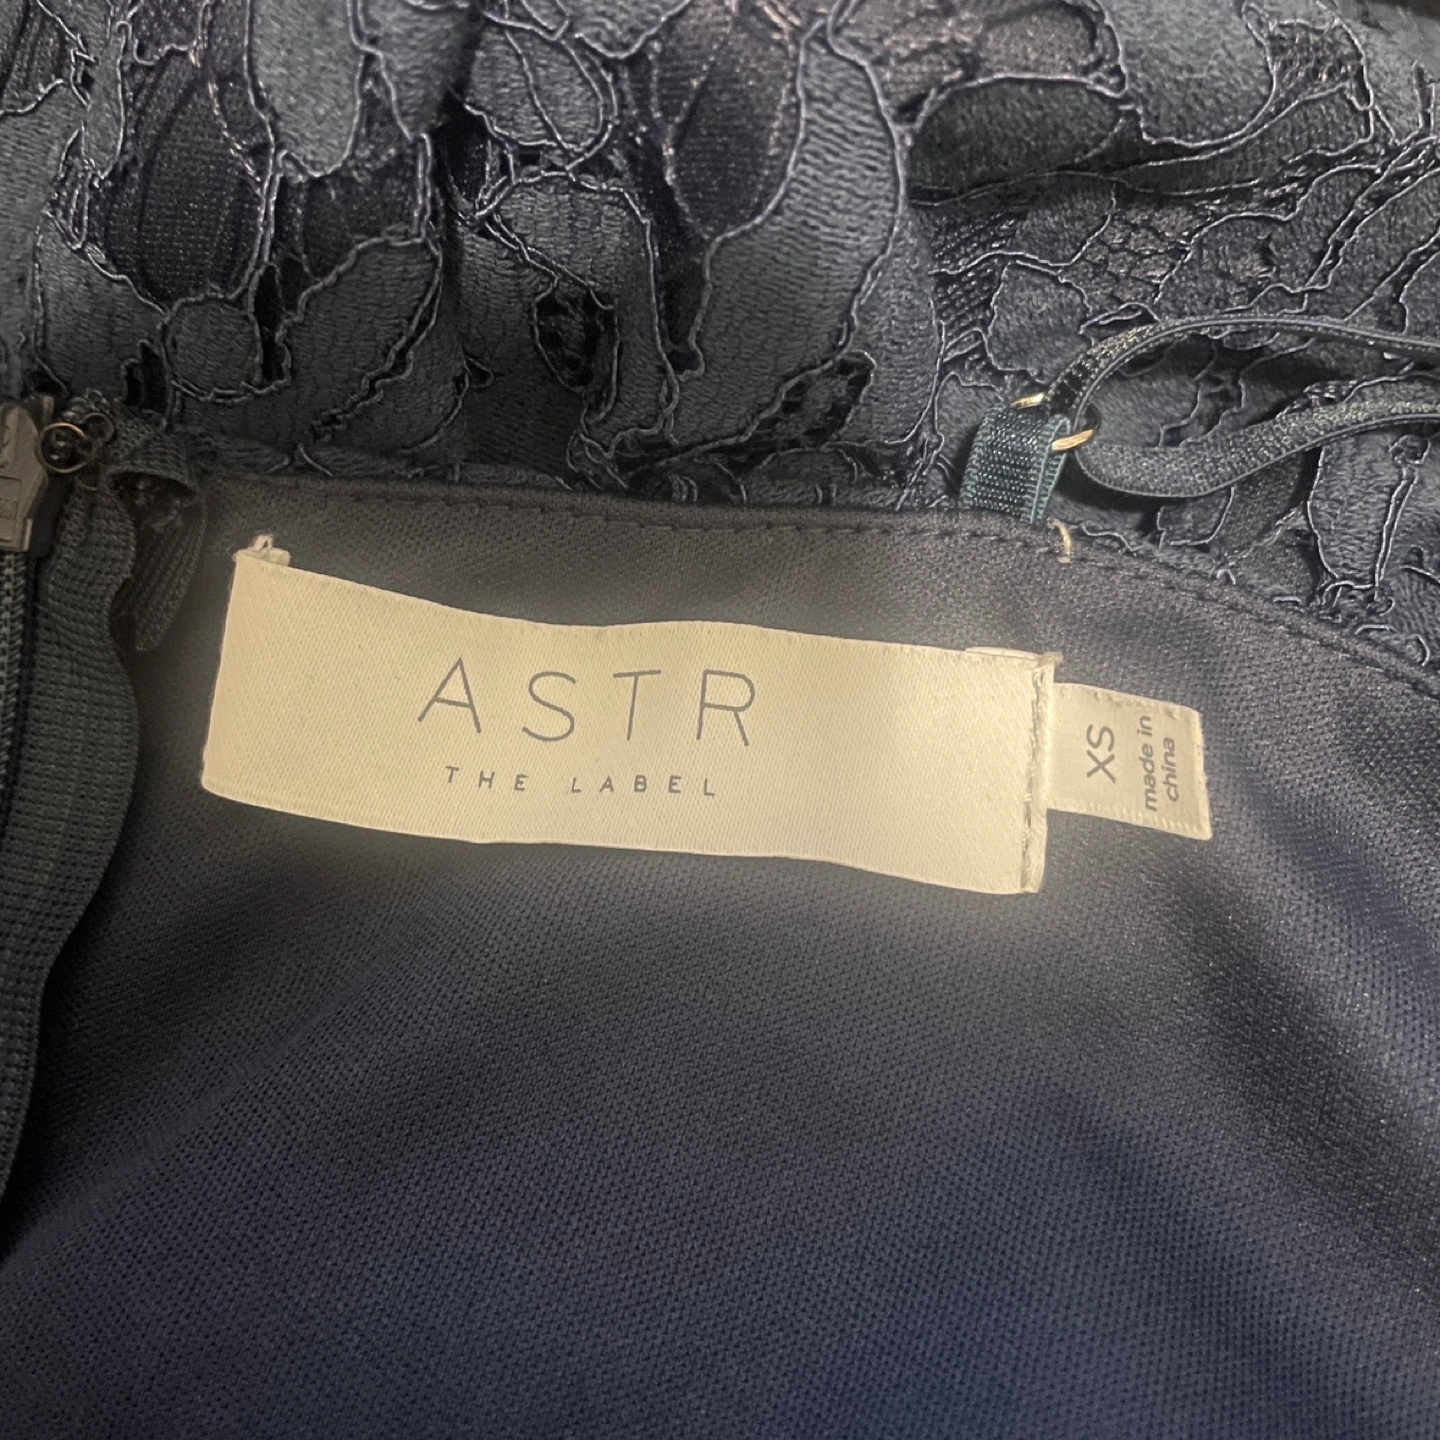 ASTR
THE LABEL
XS
made in
china